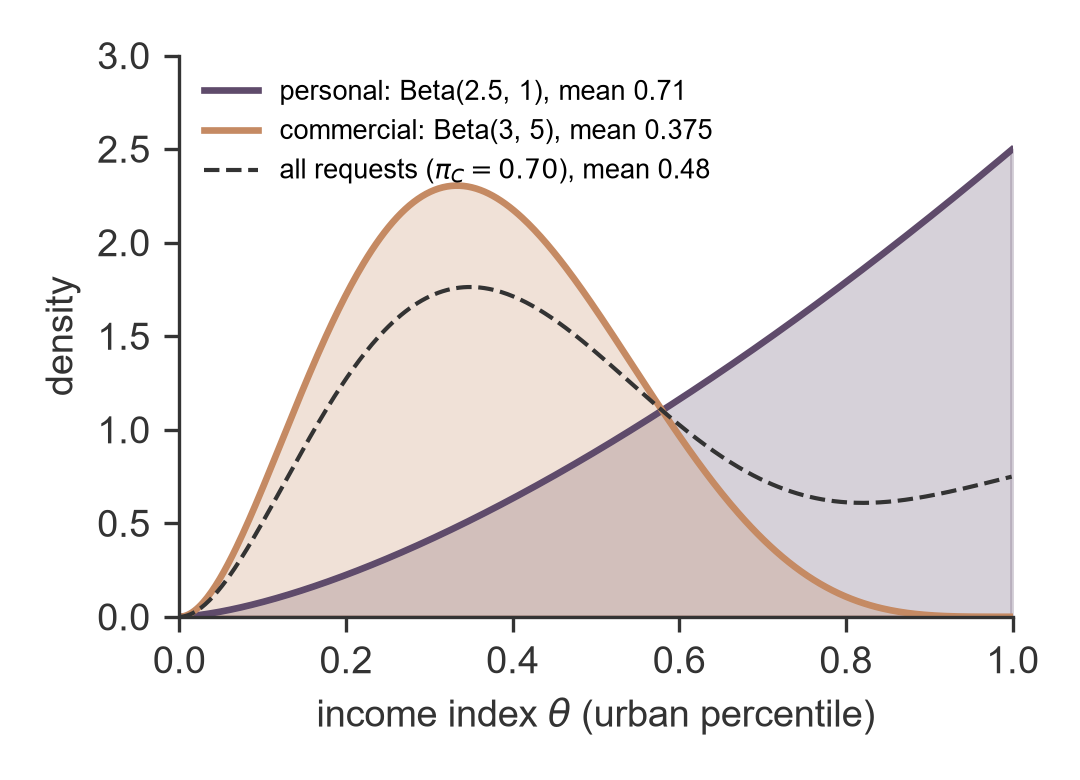 3.0
personal: Beta(2.5, 1), mean 0.71
commercial: Beta(3, 5), mean 0.375
2.5
all requests (π_C = 0.70), mean 0.48
2.0
density
1.5
1.0
0.5
0.0
0.0 0.2 0.4 0.6 0.8 1.0
income index θ (urban percentile)